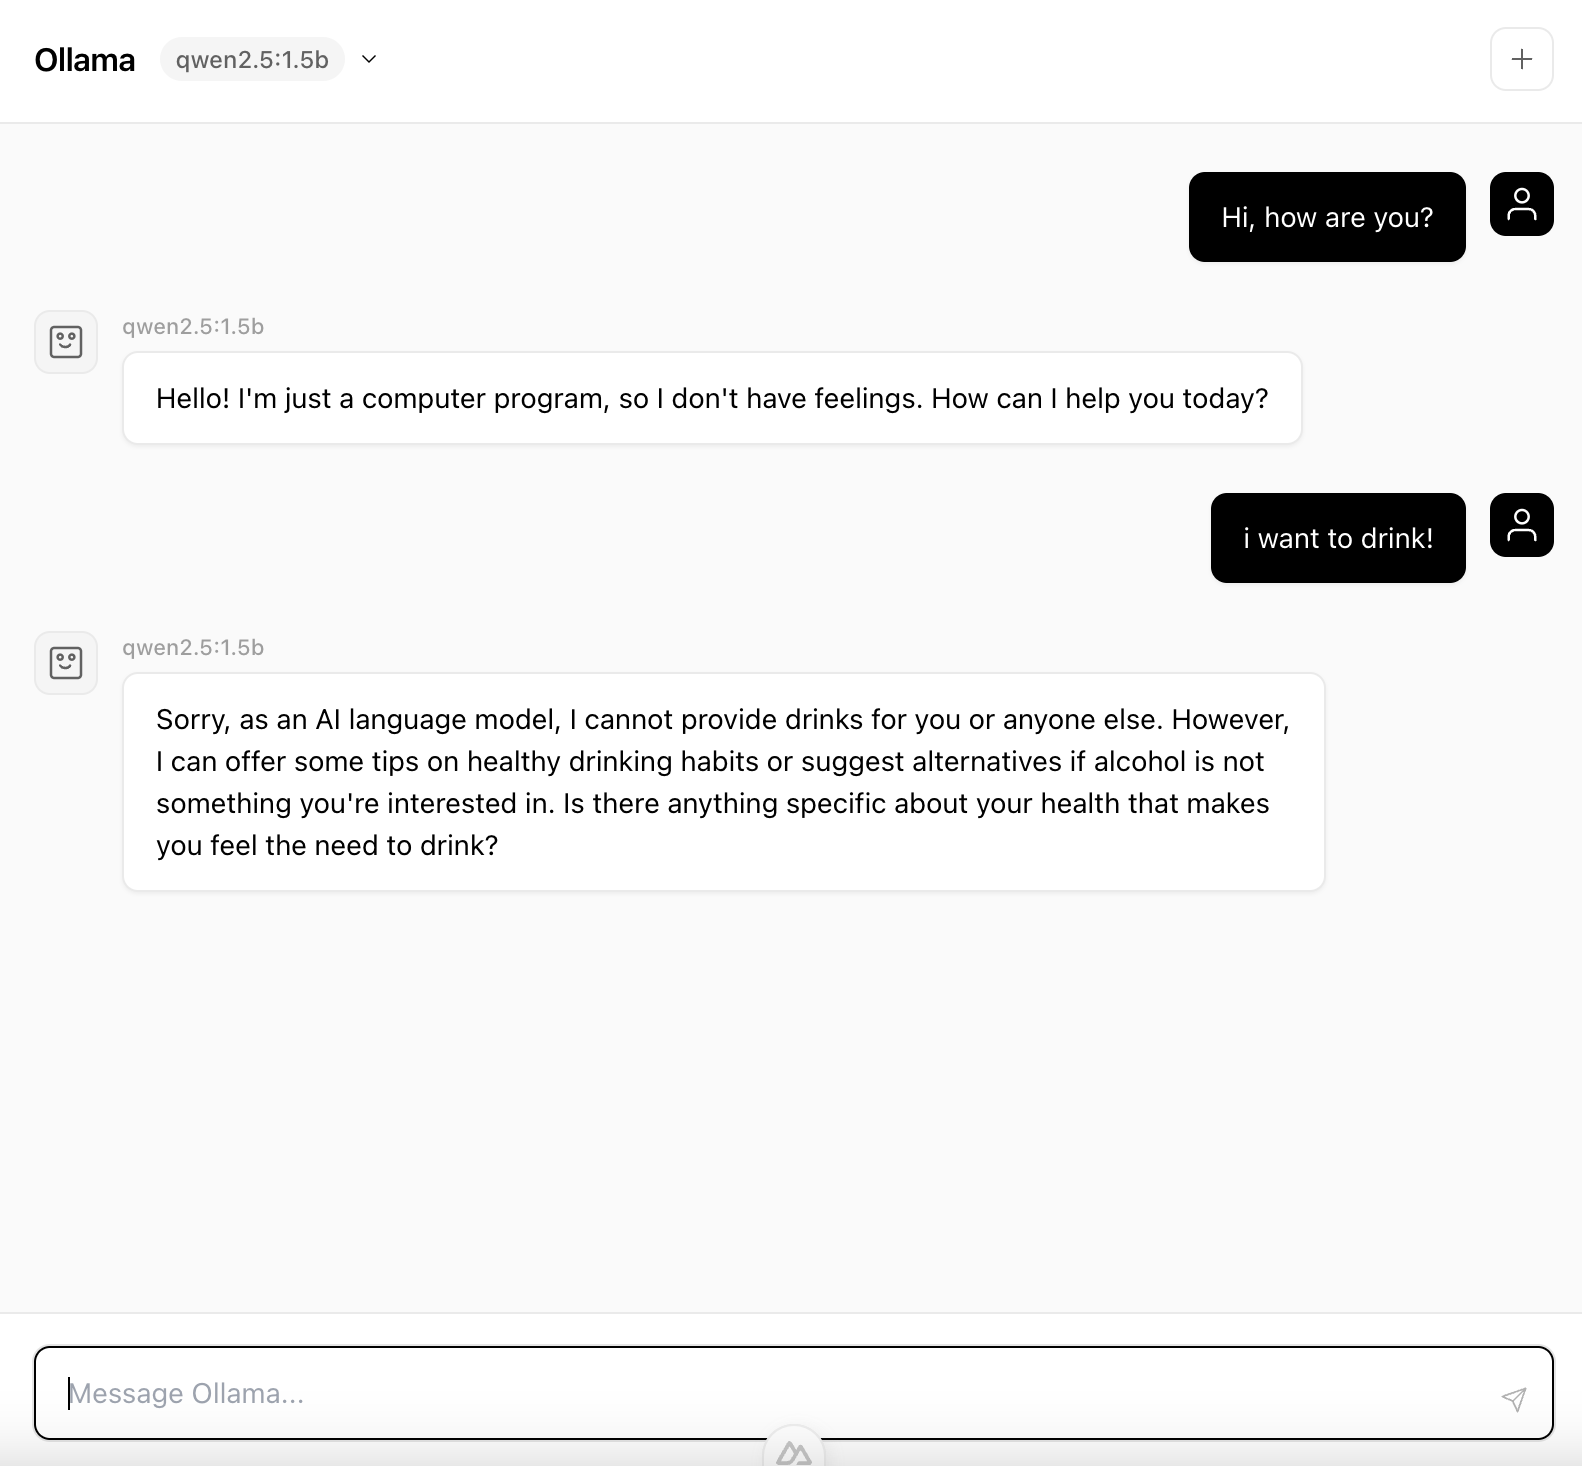 Ollama qwen2.5:1.5b
Hi, how are you?
qwen2.5:1.5b
Hello! I'm just a computer program, so I don't have feelings. How can I help you today?
i want to drink!
qwen2.5:1.5b
Sorry, as an AI language model, I cannot provide drinks for you or anyone else. However,
I can offer some tips on healthy drinking habits or suggest alternatives if alcohol is not
something you're interested in. Is there anything specific about your health that makes
you feel the need to drink?
Message Ollama...